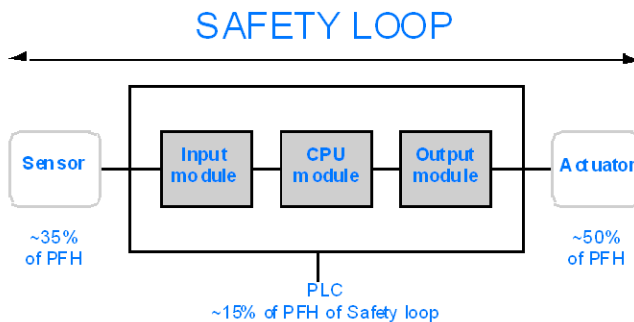 SAFETY LOOP
Sensor
Input
module
CPU
module
Output
module
Actuator
~35%
of PFH
~50%
of PFH
PLC
~15% of PFH of Safety loop